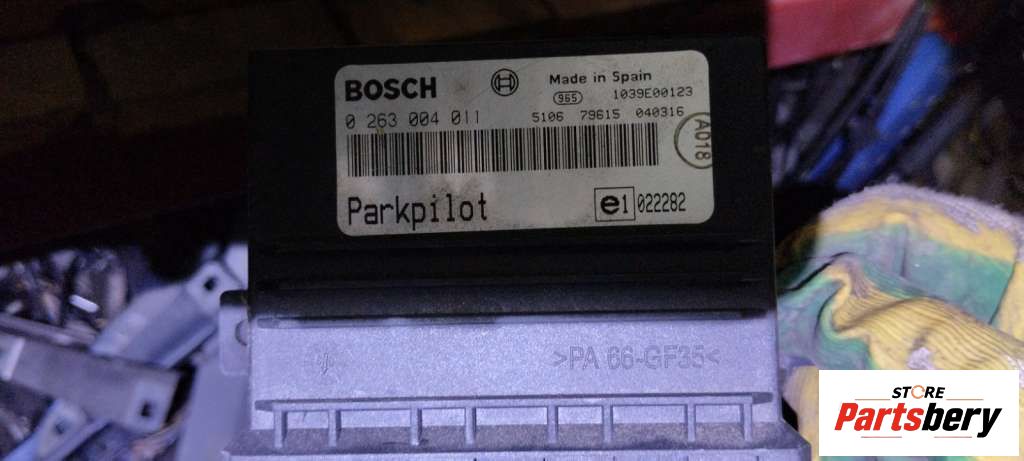 BOSCH
Made in Spain
965 1039E00123
0 263 004 011 5106 79615 040316
A018
Parkpilot e1 022282
>PA 66-GF35<
STORE
Partsbery